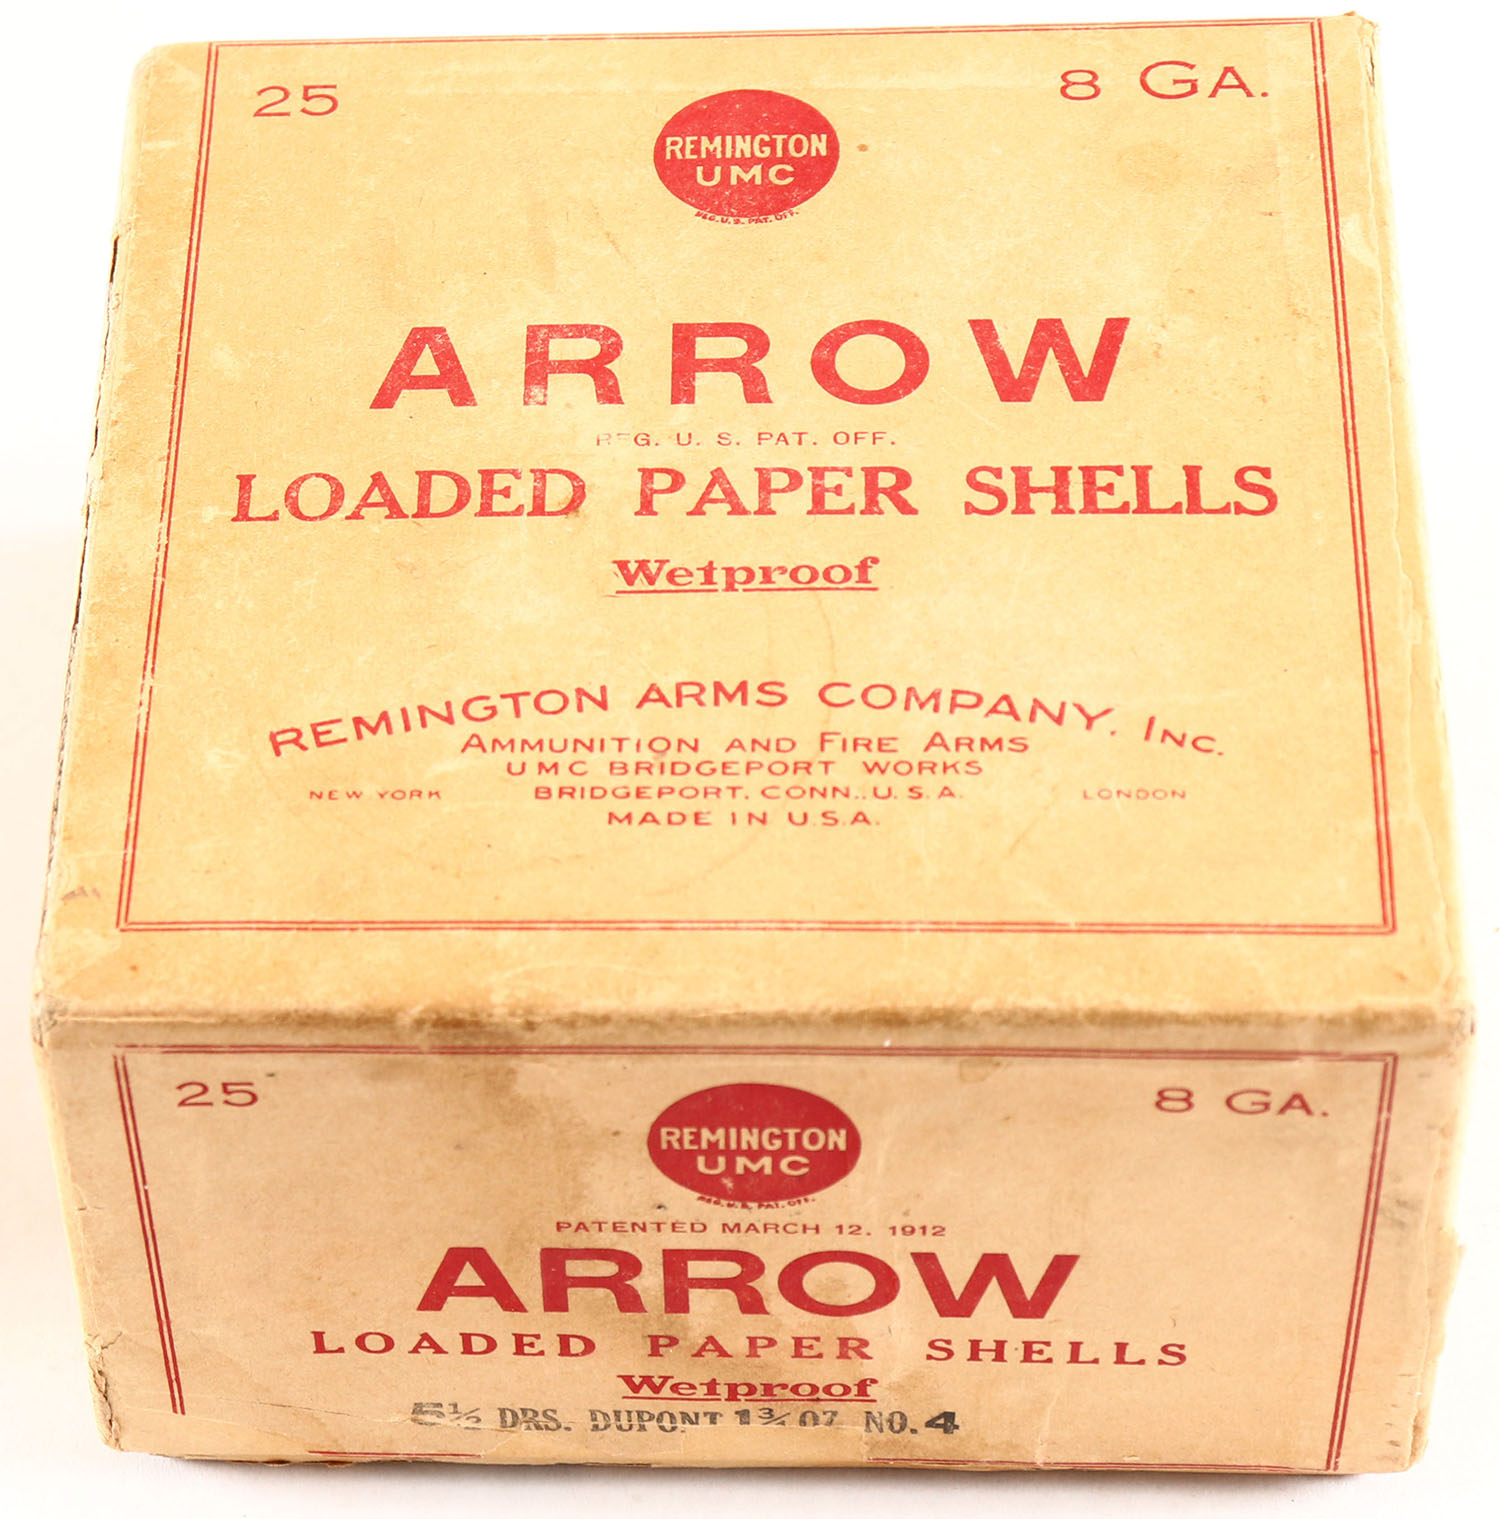 25 8 GA.
REMINGTON
UMC
REG. U. S. PAT. OFF.
ARROW
REG. U. S. PAT. OFF.
LOADED PAPER SHELLS
Wetproof
REMINGTON ARMS COMPANY, INC.
AMMUNITION AND FIRE ARMS
UMC BRIDGEPORT WORKS
NEW YORK BRIDGEPORT, CONN., U. S. A. LONDON
MADE IN U.S.A.
25 8 GA.
REMINGTON
UMC
REG. U. S. PAT. OFF.
PATENTED MARCH 12, 1912
ARROW
LOADED PAPER SHELLS
Wetproof
5½ DRS. DUPONT 1¾ OZ NO. 4